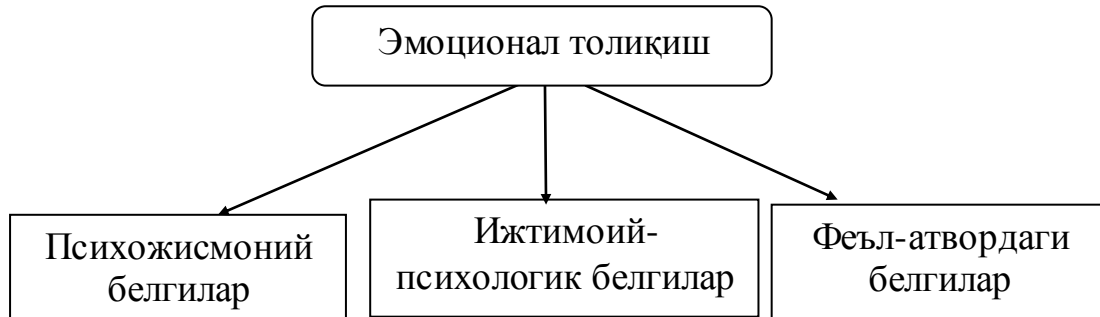 Эмоционал толиқиш
Психожисмоний
белгилар
Ижтимоий-
психологик белгилар
Феъл-атвордаги
белгилар